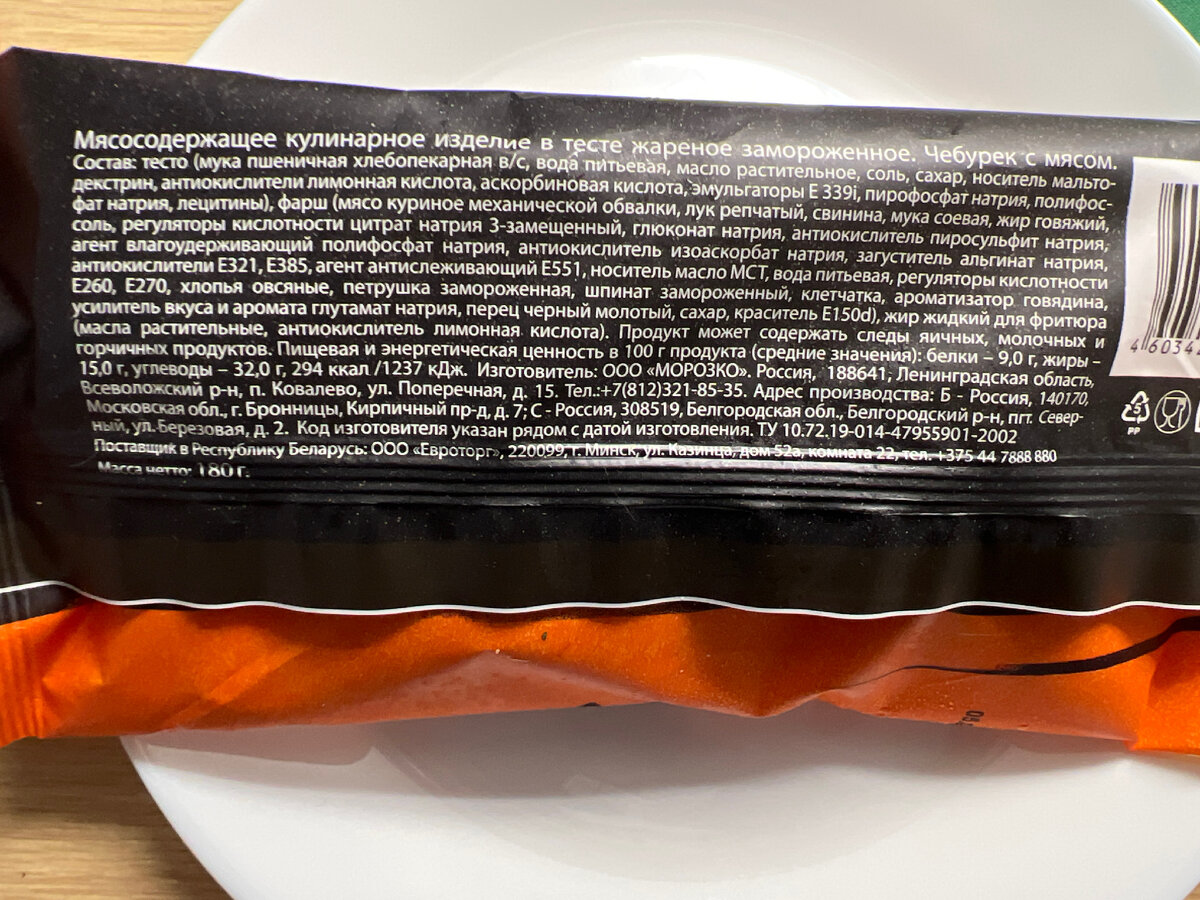 Мясосодержащее кулинарное изделие в тесте жареное замороженное. Чебурек с мясом.
Состав: тесто (мука пшеничная хлебопекарная в/с, вода питьевая, масло растительное, соль, сахар, носитель мальто-
декстрин, антиокислители лимонная кислота, аскорбиновая кислота, эмульгаторы Е 339i, пирофосфат натрия, полифос-
фат натрия, лецитины), фарш (мясо куриное механической обвалки, лук репчатый, свинина, мука соевая, жир говяжий,
соль, регуляторы кислотности цитрат натрия 3-замещенный, глюконат натрия, антиокислитель пиросульфит натрия,
агент влагоудерживающий полифосфат натрия, антиокислитель изоаскорбат натрия, загуститель альгинат натрия,
антиокислители Е321, Е385, агент антислеживающий Е551, носитель масло МСТ, вода питьевая, регуляторы кислотности
Е260, Е270, хлопья овсяные, петрушка замороженная, шпинат замороженный, клетчатка, ароматизатор говядина,
усилитель вкуса и аромата глутамат натрия, перец черный молотый, сахар, краситель Е150d), жир жидкий для фритюра
(масла растительные, антиокислитель лимонная кислота). Продукт может содержать следы яичных, молочных и
горчичных продуктов. Пищевая и энергетическая ценность в 100 г продукта (средние значения): белки – 9,0 г, жиры –
15,0 г, углеводы – 32,0 г, 294 ккал /1237 кДж. Изготовитель: ООО «МОРОЗКО». Россия, 188641, Ленинградская область,
Всеволожский р-н, п. Ковалево, ул. Поперечная, д. 15. Тел.:+7(812)321-85-35. Адрес производства: Б - Россия, 140170,
Московская обл., г. Бронницы, Кирпичный пр-д, д. 7; С - Россия, 308519, Белгородская обл., Белгородский р-н, пгт. Север-
ный, ул.Березовая, д. 2. Код изготовителя указан рядом с датой изготовления. ТУ 10.72.19-014-47955901-2002
Поставщик в Республику Беларусь: ООО «Евроторг», 220099, г. Минск, ул. Казинца, дом 52а, комната 22, тел. +375 44 7888 880
Масса нетто: 180 г.
4 6034
5
PP